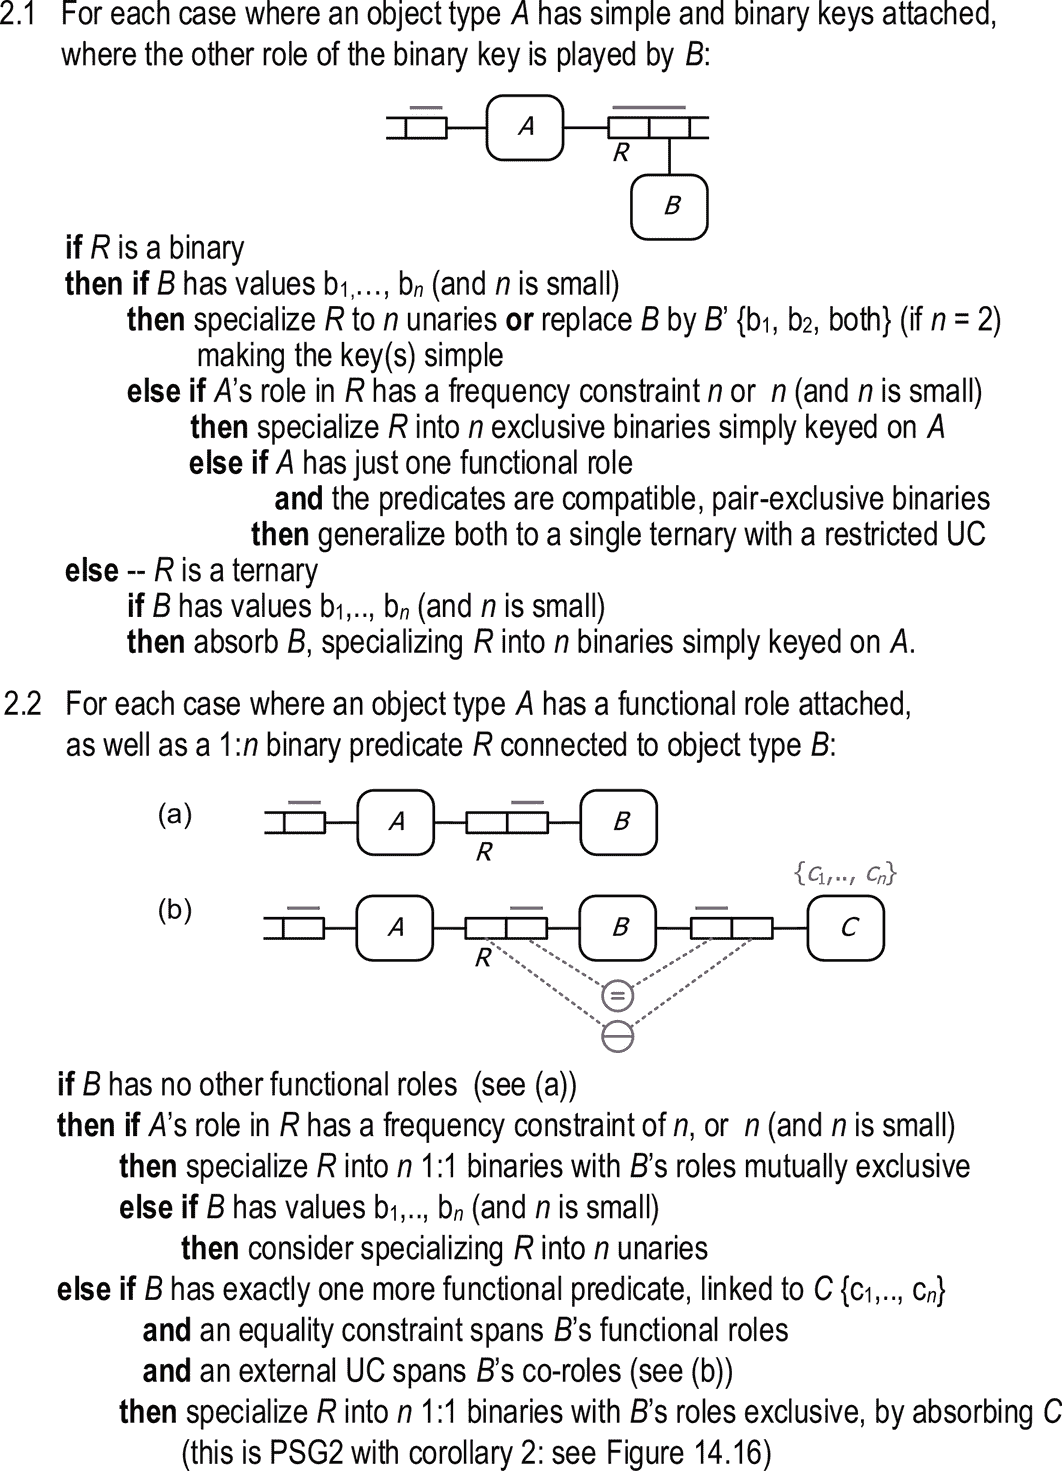 2.1 For each case where an object type A has simple and binary keys attached,
where the other role of the binary key is played by B:
A
R
B
if R is a binary
then if B has values b1,…, bn (and n is small)
then specialize R to n unaries or replace B by B’ {b1, b2, both} (if n = 2)
making the key(s) simple
else if A’s role in R has a frequency constraint n or n (and n is small)
then specialize R into n exclusive binaries simply keyed on A
else if A has just one functional role
and the predicates are compatible, pair-exclusive binaries
then generalize both to a single ternary with a restricted UC
else -- R is a ternary
if B has values b1,.., bn (and n is small)
then absorb B, specializing R into n binaries simply keyed on A.
2.2 For each case where an object type A has a functional role attached,
as well as a 1:n binary predicate R connected to object type B:
(a) A B
R
{c1,.., cn}
(b) A B C
R
=
if B has no other functional roles (see (a))
then if A’s role in R has a frequency constraint of n, or n (and n is small)
then specialize R into n 1:1 binaries with B’s roles mutually exclusive
else if B has values b1,.., bn (and n is small)
then consider specializing R into n unaries
else if B has exactly one more functional predicate, linked to C {c1,.., cn}
and an equality constraint spans B’s functional roles
and an external UC spans B’s co-roles (see (b))
then specialize R into n 1:1 binaries with B’s roles exclusive, by absorbing C
(this is PSG2 with corollary 2: see Figure 14.16)